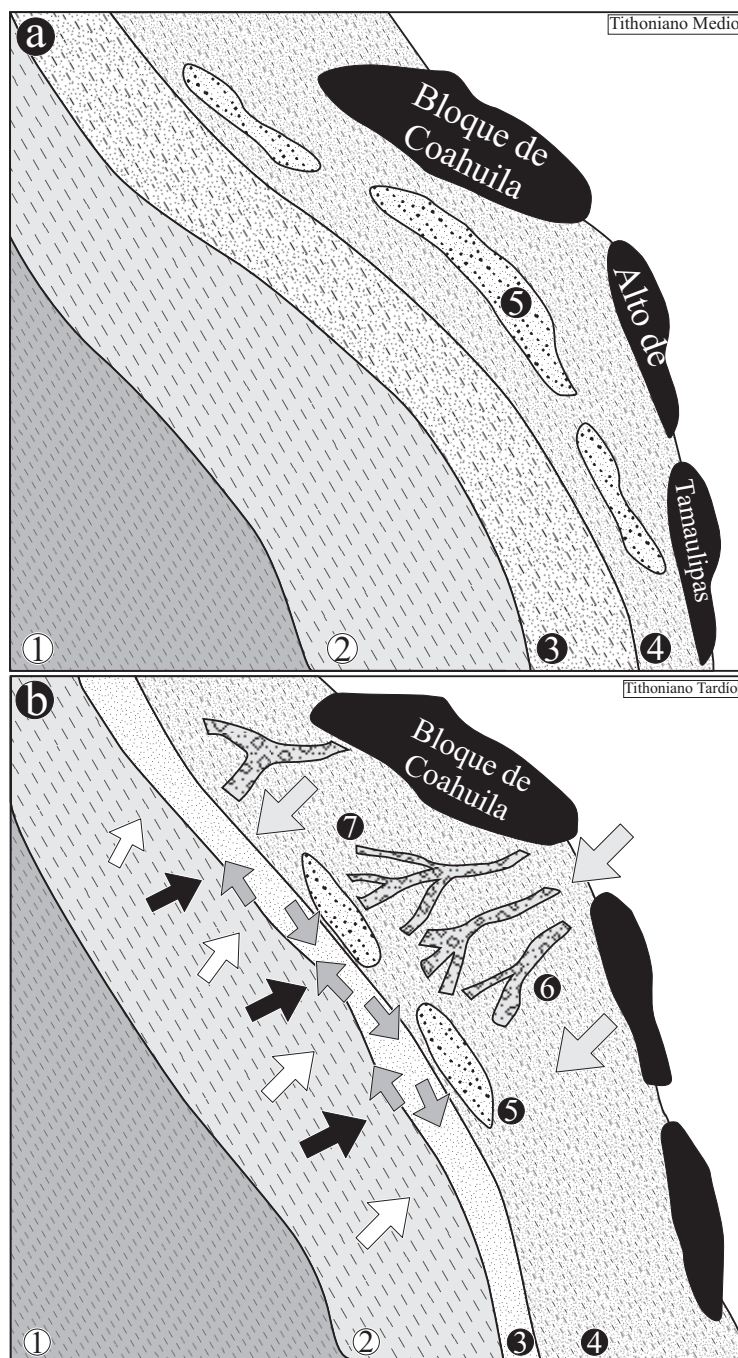 a
Tithoniano Medio
Bloque de
Coahuila
5
Alto de
Tamaulipas
1
2
3
4
b
Tithoniano Tardío
Bloque de
Coahuila
7
6
5
1
2
3
4